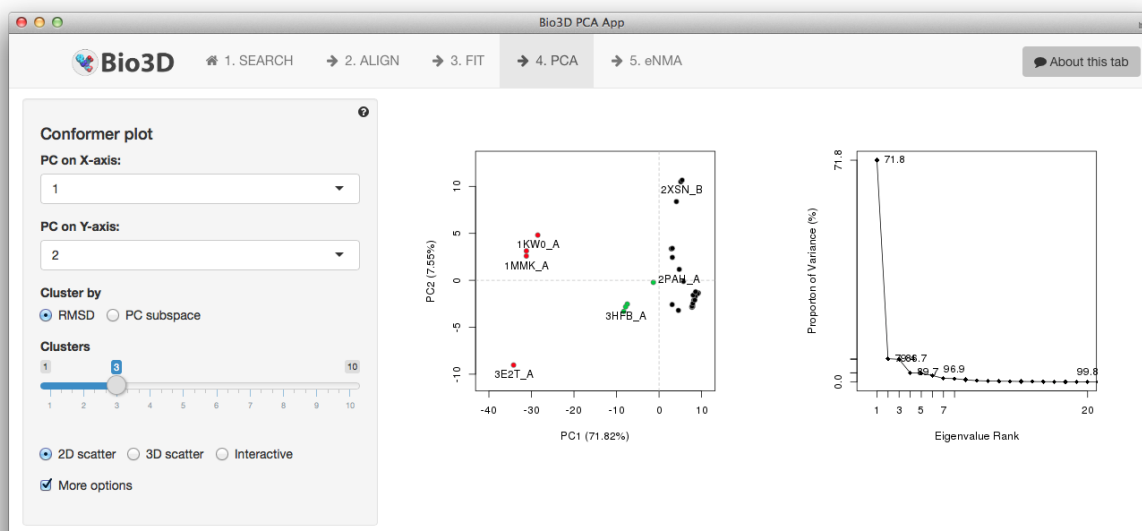 Bio3D PCA App
Bio3D
1. SEARCH
2. ALIGN
3. FIT
4. PCA
5. eNMA
About this tab
Conformer plot
PC on X-axis:
1
PC on Y-axis:
2
Cluster by
RMSD
PC subspace
Clusters
1
3
10
1 2 3 4 5 6 7 8 9 10
2D scatter
3D scatter
Interactive
More options
PC2 (7.55%)
10
5
0
-5
-10
2XSN_B
1KW0_A
1MMK_A
2PAH_A
3HFB_A
3E2T_A
-40 -30 -20 -10 0 10
PC1 (71.82%)
Proporton of Variance (%)
71.8
0.0
71.8
89.7
96.9
99.8
1 3 5 7 20
Eigenvalue Rank